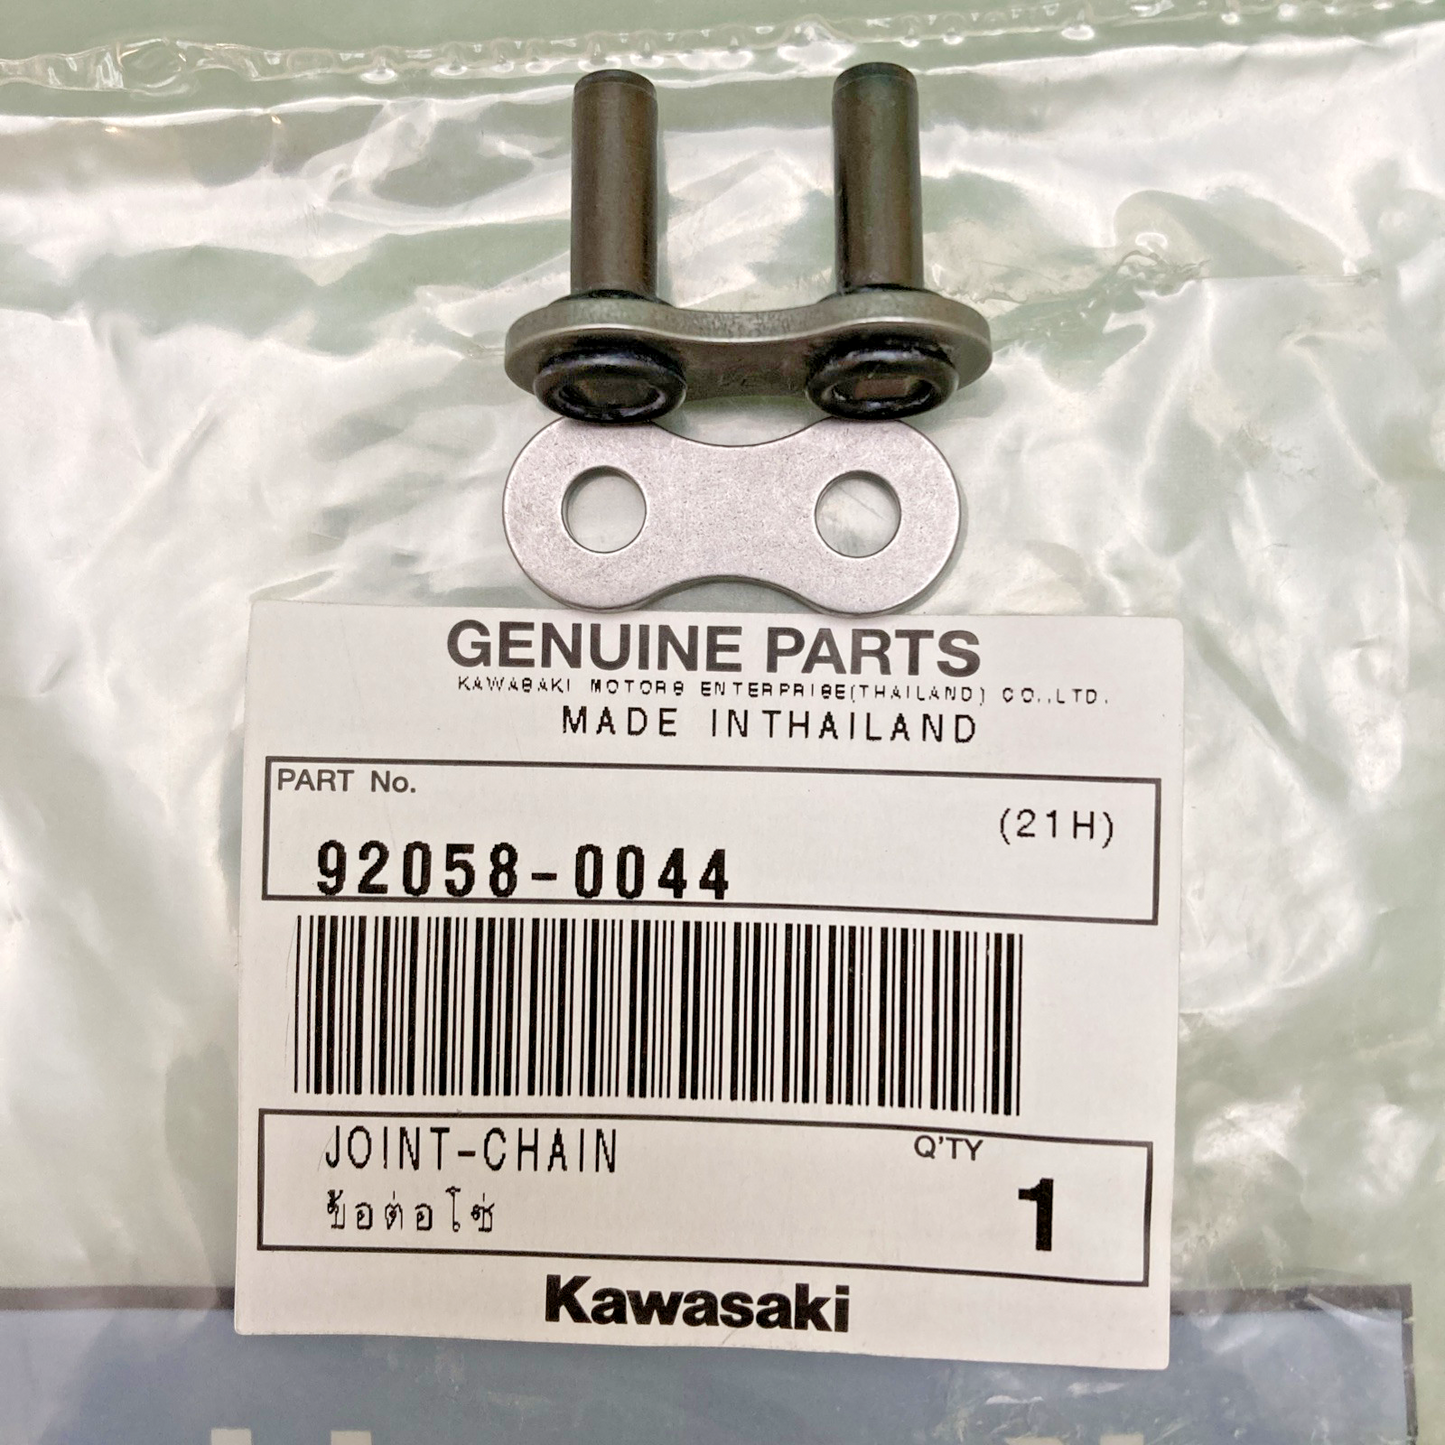 GENUINE PARTS
KAWASAKI MOTORS ENTERPRISE(THAILAND) CO.,LTD.
MADE INTHAILAND
PART No.
(21H)
92058-0044
JOINT-CHAIN
Q'TY
ข้อต่อโซ่
1
Kawasaki